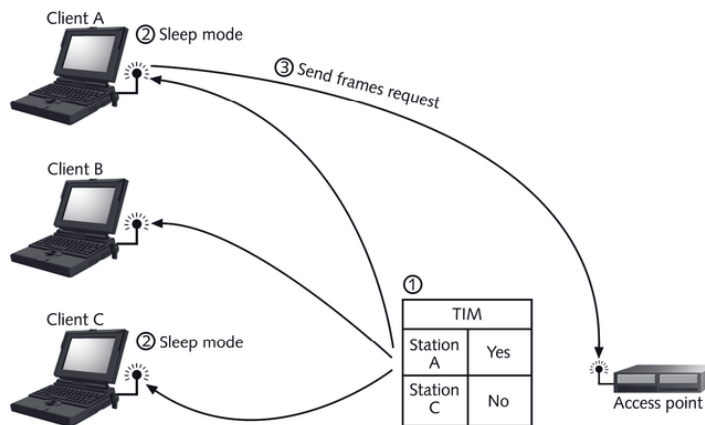 Client A
② Sleep mode
③ Send frames request
Client B
①
TIM
Station A Yes
Station C No
Client C
② Sleep mode
Access point